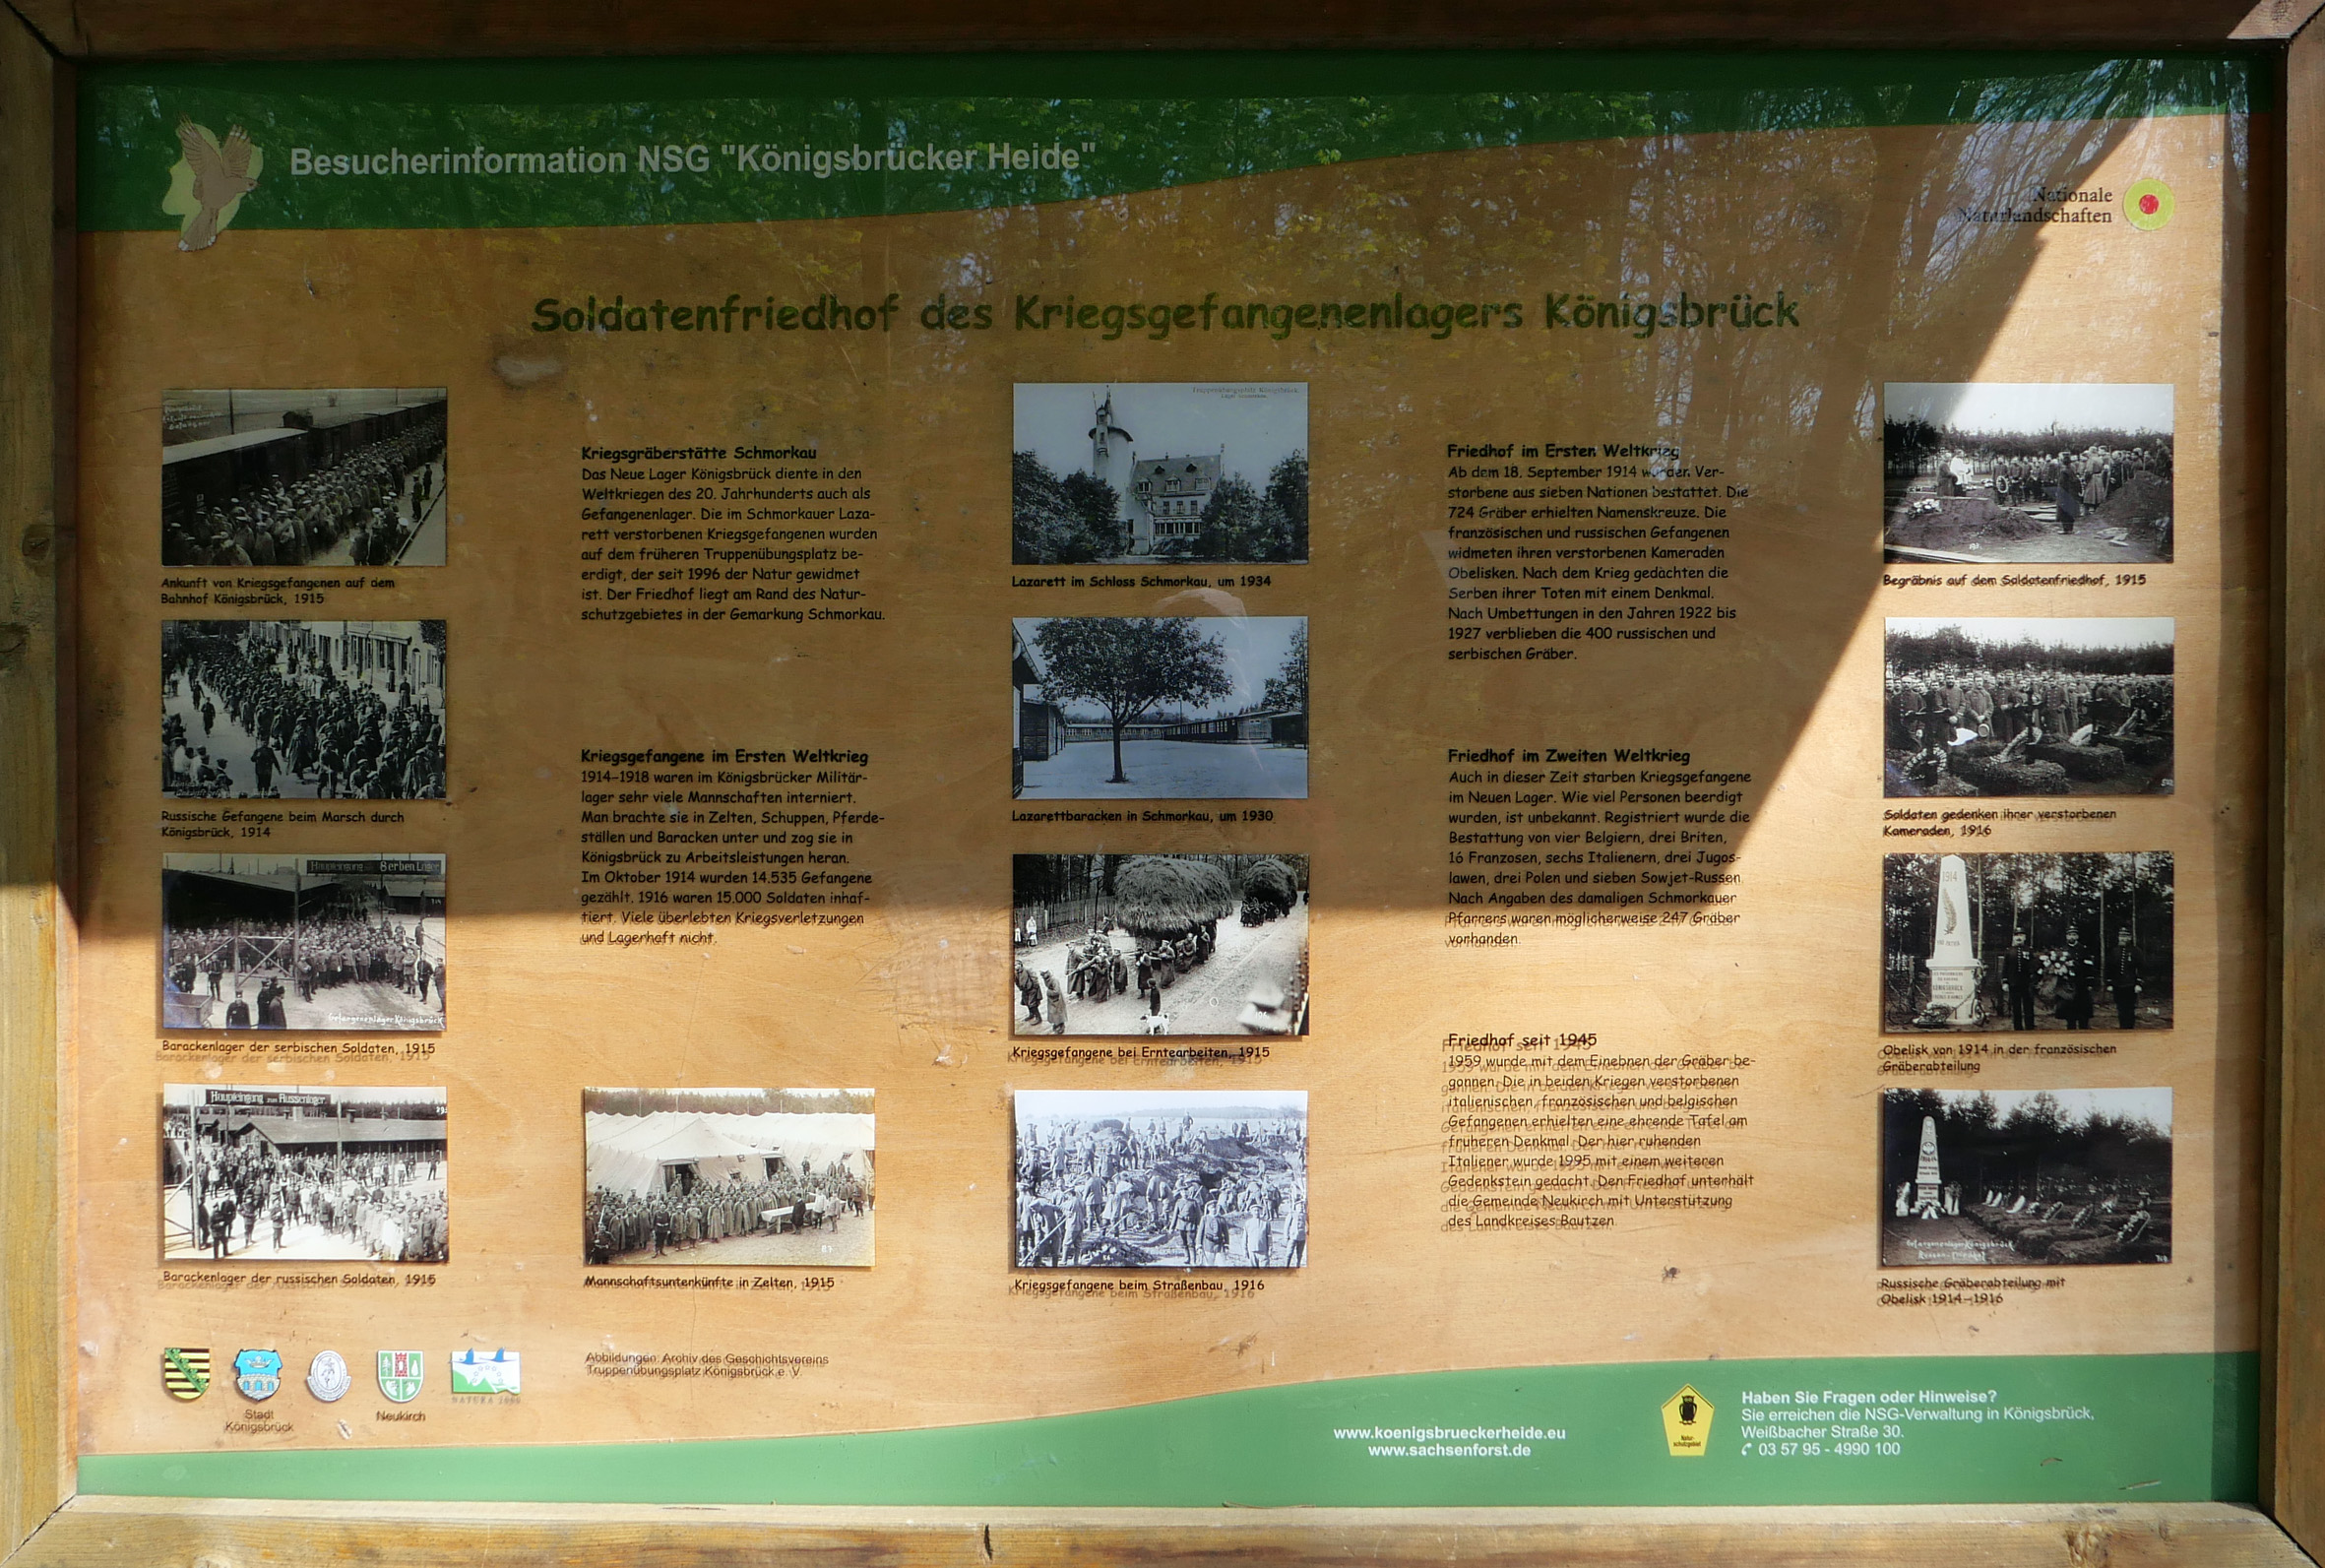 Besucherinformation NSG "Königsbrücker Heide"
Nationale
Naturlandschaften
Soldatenfriedhof des Kriegsgefangenenlagers Königsbrück
Ankunft von Kriegsgefangenen auf dem
Bahnhof Königsbrück, 1915
Russische Gefangene beim Marsch durch
Königsbrück, 1914
Haupteingang Serben Lager
Gefangenenlager Königsbrück
Barackenlager der serbischen Soldaten, 1915
Haupteingang zum Russenlager
Barackenlager der russischen Soldaten, 1915
Kriegsgräberstätte Schmorkau
Das Neue Lager Königsbrück diente in den
Weltkriegen des 20. Jahrhunderts auch als
Gefangenenlager. Die im Schmorkauer Laza-
rett verstorbenen Kriegsgefangenen wurden
auf dem früheren Truppenübungsplatz be-
erdigt, der seit 1996 der Natur gewidmet
ist. Der Friedhof liegt am Rand des Natur-
schutzgebietes in der Gemarkung Schmorkau.
Kriegsgefangene im Ersten Weltkrieg
1914–1918 waren im Königsbrücker Militär-
lager sehr viele Mannschaften interniert.
Man brachte sie in Zelten, Schuppen, Pferde-
ställen und Baracken unter und zog sie in
Königsbrück zu Arbeitsleistungen heran.
Im Oktober 1914 wurden 14.535 Gefangene
gezählt. 1916 waren 15.000 Soldaten inhaf-
tiert. Viele überlebten Kriegsverletzungen
und Lagerhaft nicht.
Mannschaftsunterkünfte in Zelten, 1915
Truppenübungsplatz Königsbrück
Lazarett im Schloss Schmorkau, um 1934
Lazarettbaracken in Schmorkau, um 1930
Kriegsgefangene bei Erntearbeiten, 1915
Kriegsgefangene beim Straßenbau, 1916
Friedhof im Ersten Weltkrieg
Ab dem 18. September 1914 wurden Ver-
storbene aus sieben Nationen bestattet. Die
724 Gräber erhielten Namenskreuze. Die
französischen und russischen Gefangenen
widmeten ihren verstorbenen Kameraden
Obelisken. Nach dem Krieg gedachten die
Serben ihrer Toten mit einem Denkmal.
Nach Umbettungen in den Jahren 1922 bis
1927 verblieben die 400 russischen und
serbischen Gräber.
Friedhof im Zweiten Weltkrieg
Auch in dieser Zeit starben Kriegsgefangene
im Neuen Lager. Wie viel Personen beerdigt
wurden, ist unbekannt. Registriert wurde die
Bestattung von vier Belgiern, drei Briten,
16 Franzosen, sechs Italienern, drei Jugos-
lawen, drei Polen und sieben Sowjet-Russen.
Nach Angaben des damaligen Schmorkauer
Pfarrers waren möglicherweise 247 Gräber
vorhanden.
Friedhof seit 1945
1959 wurde mit dem Einebnen der Gräber be-
gonnen. Die in beiden Kriegen verstorbenen
italienischen, französischen und belgischen
Gefangenen erhielten eine ehrende Tafel am
früheren Denkmal. Der hier ruhenden
Italiener wurde 1995 mit einem weiteren
Gedenkstein gedacht. Den Friedhof unterhält
die Gemeinde Neukirch mit Unterstützung
des Landkreises Bautzen.
Begräbnis auf dem Soldatenfriedhof, 1915
Soldaten gedenken ihrer verstorbenen
Kameraden, 1916
1914
Obelisk von 1914 in der französischen
Gräberabteilung
Gefangenenlager Königsbrück
Russische Gräberabteilung mit
Obelisk 1914–1916
Stadt
Königsbrück
Neukirch
NATURA 2000
Abbildungen: Archiv des Geschichtsvereins
Truppenübungsplatz Königsbrück e. V.
www.koenigsbrueckerheide.eu
www.sachsenforst.de
Natur-
schutzgebiet
Haben Sie Fragen oder Hinweise?
Sie erreichen die NSG-Verwaltung in Königsbrück,
Weißbacher Straße 30.
03 57 95 - 4990 100